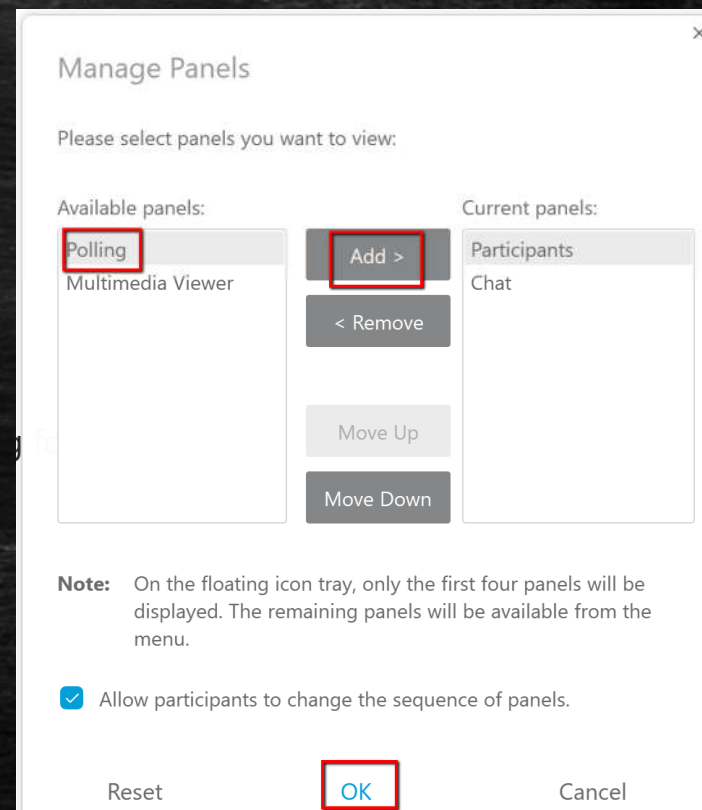 Manage Panels
Please select panels you want to view:
Available panels:
Current panels:
Polling
Multimedia Viewer
Add >
< Remove
Move Up
Move Down
Participants
Chat
Note: On the floating icon tray, only the first four panels will be
displayed. The remaining panels will be available from the
menu.
Allow participants to change the sequence of panels.
Reset
OK
Cancel